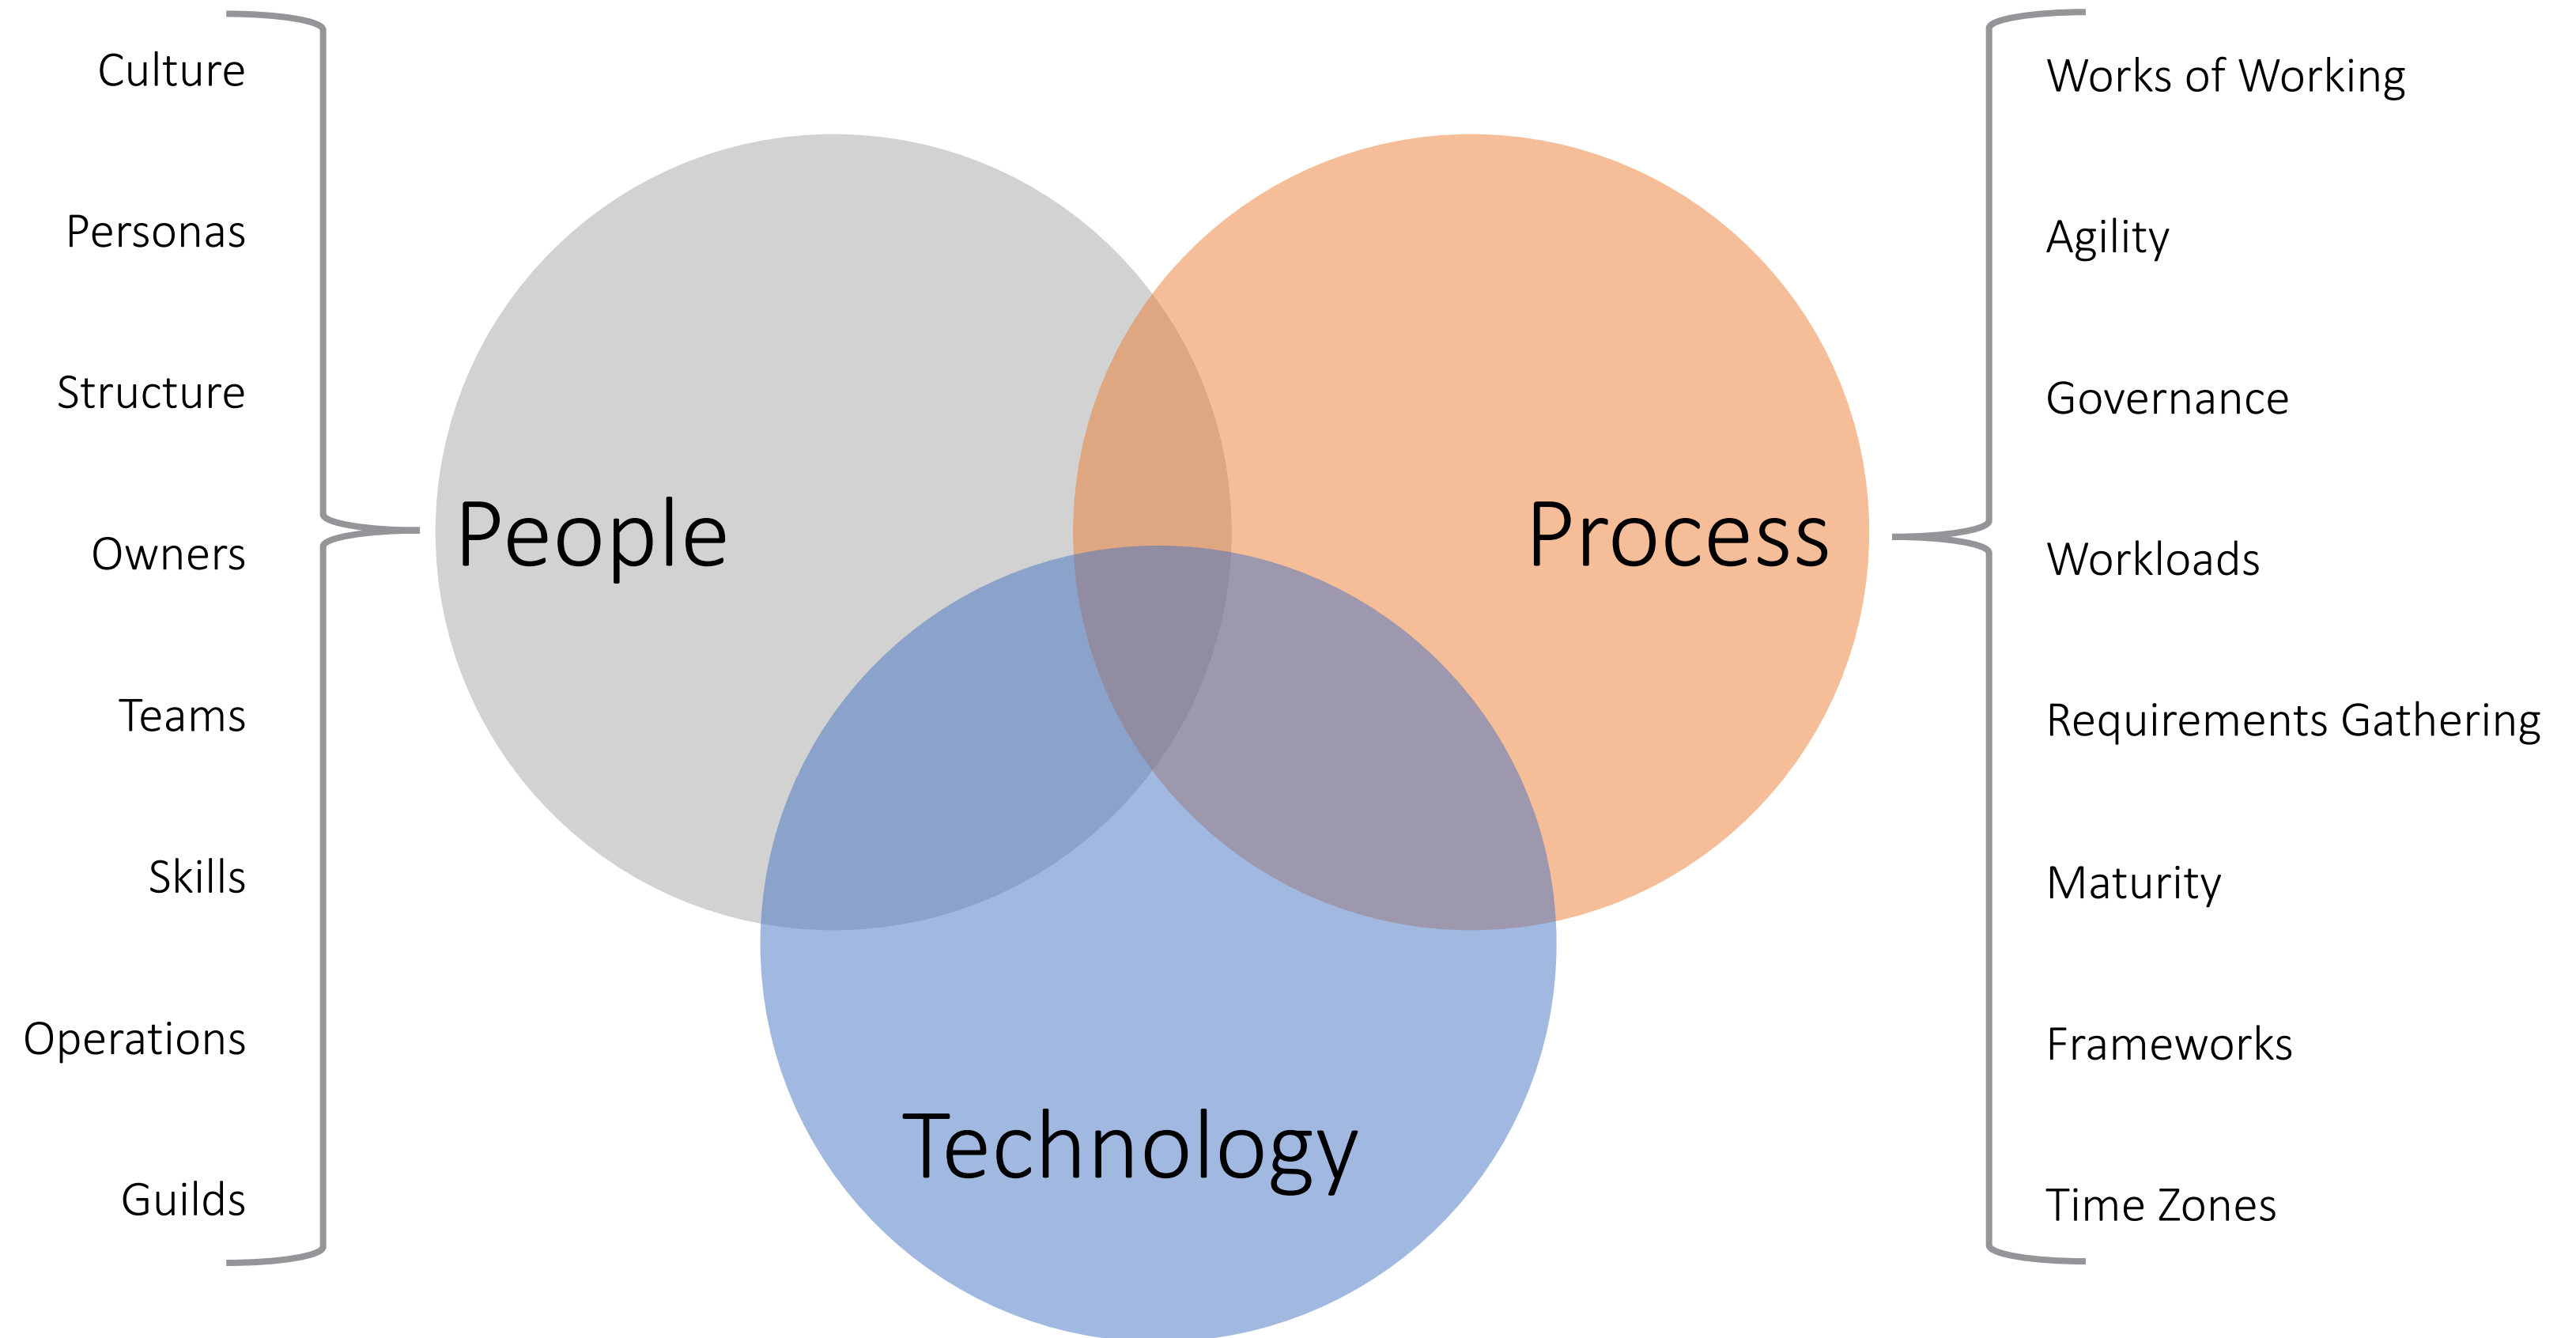 Culture
Personas
Structure
Owners
Teams
Skills
Operations
Guilds
People
Process
Technology
Works of Working
Agility
Governance
Workloads
Requirements Gathering
Maturity
Frameworks
Time Zones